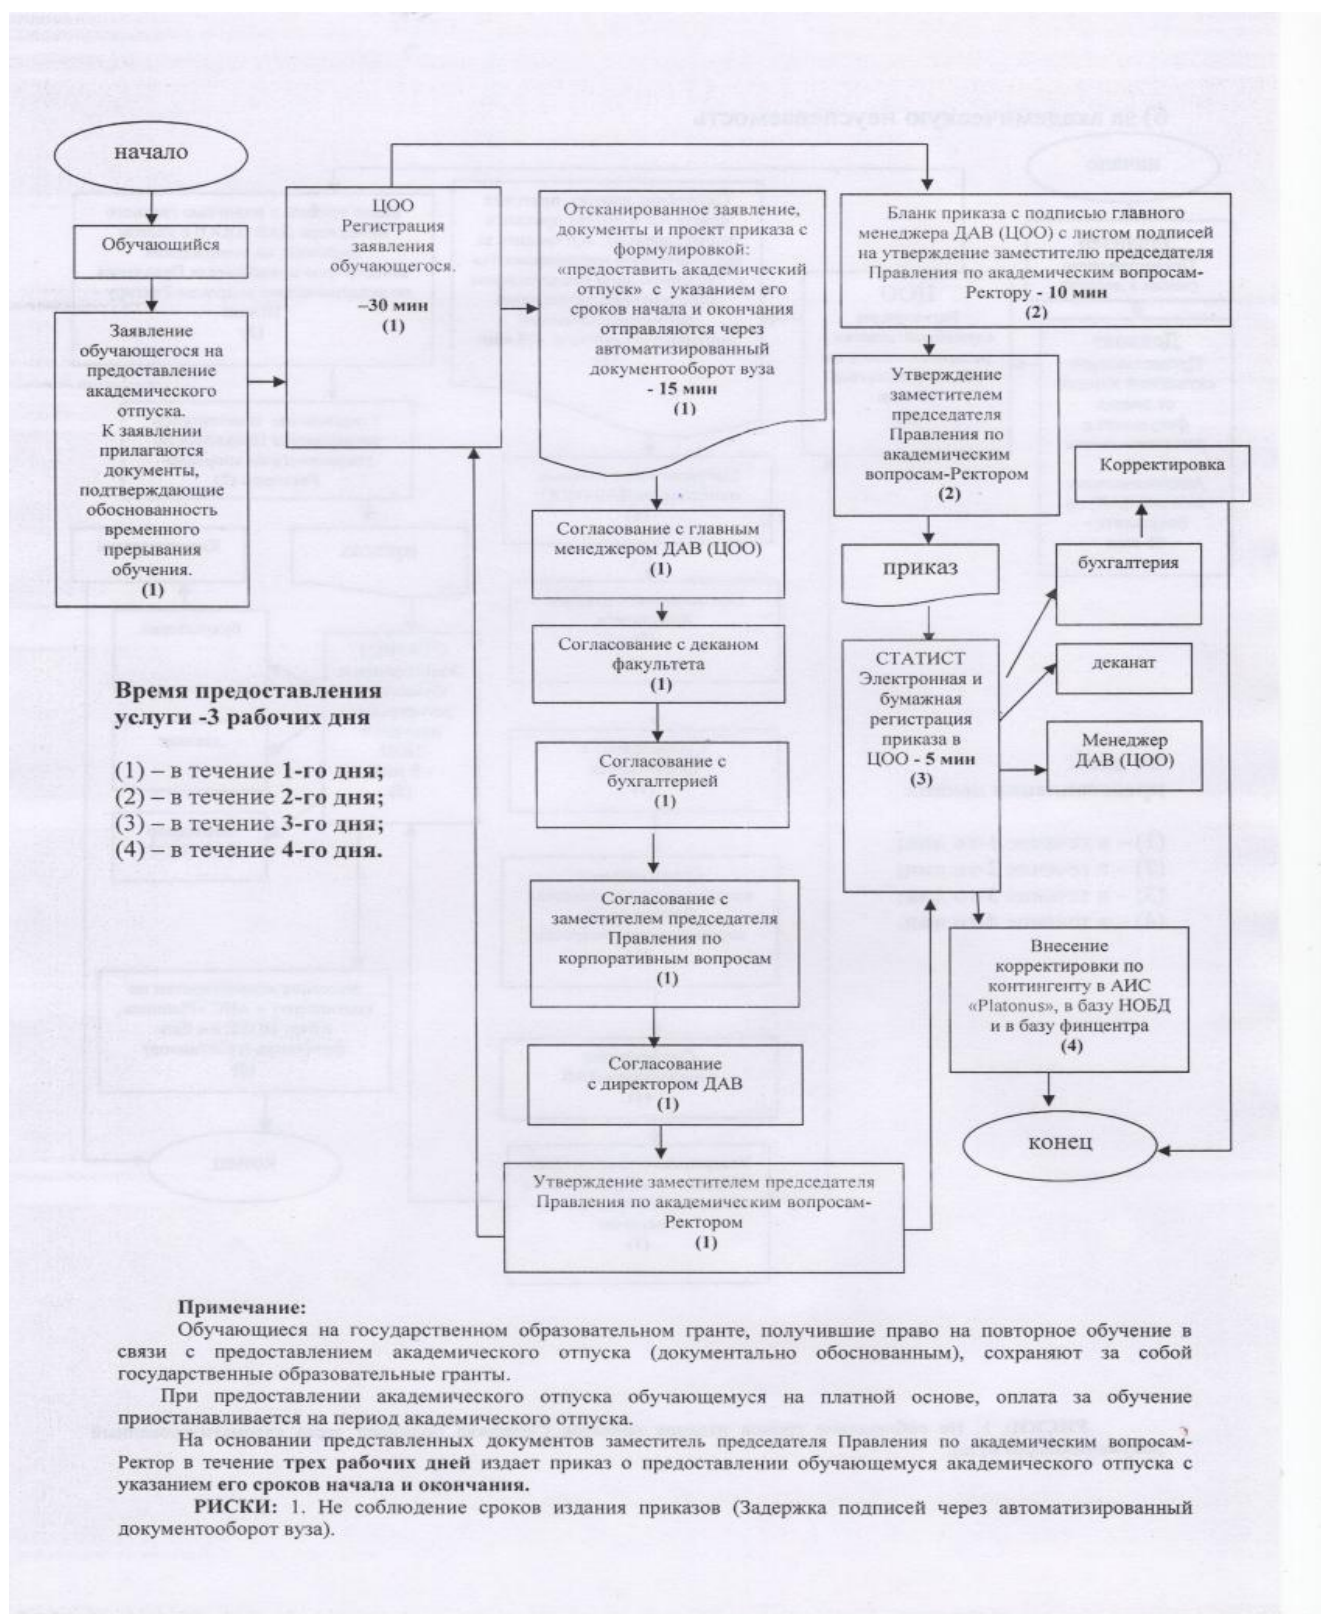 начало
Обучающийся
Заявление
обучающегося на
предоставление
академического
отпуска.
К заявлении
прилагаются
документы,
подтверждающие
обоснованность
временного
прерывания
обучения.
(1)
ЦОО
Регистрация
заявления
обучающегося.
–30 мин
(1)
Отсканированное заявление,
документы и проект приказа с
формулировкой:
«предоставить академический
отпуск» с указанием его
сроков начала и окончания
отправляются через
автоматизированный
документооборот вуза
- 15 мин
(1)
Согласование с главным
менеджером ДАВ (ЦОО)
(1)
Согласование с деканом
факультета
(1)
Согласование с
бухгалтерией
(1)
Согласование с
заместителем председателя
Правления по
корпоративным вопросам
(1)
Согласование
с директором ДАВ
(1)
Утверждение заместителем председателя
Правления по академическим вопросам-
Ректором
(1)
Бланк приказа с подписью главного
менеджера ДАВ (ЦОО) с листом подписей
на утверждение заместителю председателя
Правления по академическим вопросам-
Ректору - 10 мин
(2)
Утверждение
заместителем
председателя
Правления по
академическим
вопросам-Ректором
(2)
приказ
СТАТИСТ
Электронная и
бумажная
регистрация
приказа в
ЦОО - 5 мин
(3)
Корректировка
бухгалтерия
деканат
Менеджер
ДАВ (ЦОО)
Внесение
корректировки по
контингенту в АИС
«Platonus», в базу НОБД
и в базу финцентра
(4)
конец
Время предоставления
услуги -3 рабочих дня
(1) – в течение 1-го дня;
(2) – в течение 2-го дня;
(3) – в течение 3-го дня;
(4) – в течение 4-го дня.
Примечание:
Обучающиеся на государственном образовательном гранте, получившие право на повторное обучение в
связи с предоставлением академического отпуска (документально обоснованным), сохраняют за собой
государственные образовательные гранты.
При предоставлении академического отпуска обучающемуся на платной основе, оплата за обучение
приостанавливается на период академического отпуска.
На основании представленных документов заместитель председателя Правления по академическим вопросам-
Ректор в течение трех рабочих дней издает приказ о предоставлении обучающемуся академического отпуска с
указанием его сроков начала и окончания.
РИСКИ: 1. Не соблюдение сроков издания приказов (Задержка подписей через автоматизированный
документооборот вуза).